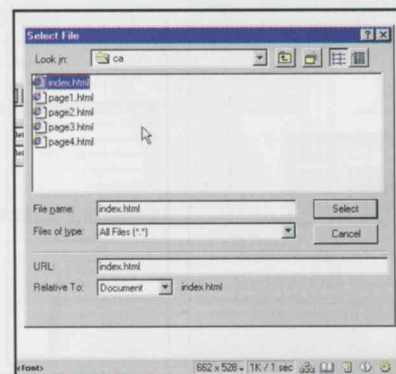 Select File
Look in: ca
index.html
page1.html
page2.html
page3.html
page4.html
File name: index.html Select
Files of type: All Files (*.*) Cancel
URL: index.html
Relative To: Document index.html
<font> 662 x 528 1K / 1 sec